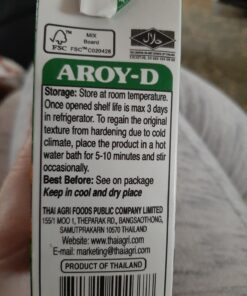 MIX
Board
FSC
FSC™ C020428
AROY-D
Storage: Store at room temperature.
Once opened shelf life is max 3 days
in refrigerator. To regain the original
texture from hardening due to cold
climate, place the product in a hot
water bath for 5-10 minutes and stir
occasionally.
Best Before: See on package
Keep in cool and dry place
THAI AGRI FOODS PUBLIC COMPANY LIMITED
155/1 MOO 1, THEPARAK RD., BANGSAOTHONG,
SAMUTPRAKARN 10570 THAILAND
Website: www.thaiagri.com
E-mail: marketing@thaiagri.com
PRODUCT OF THAILAND